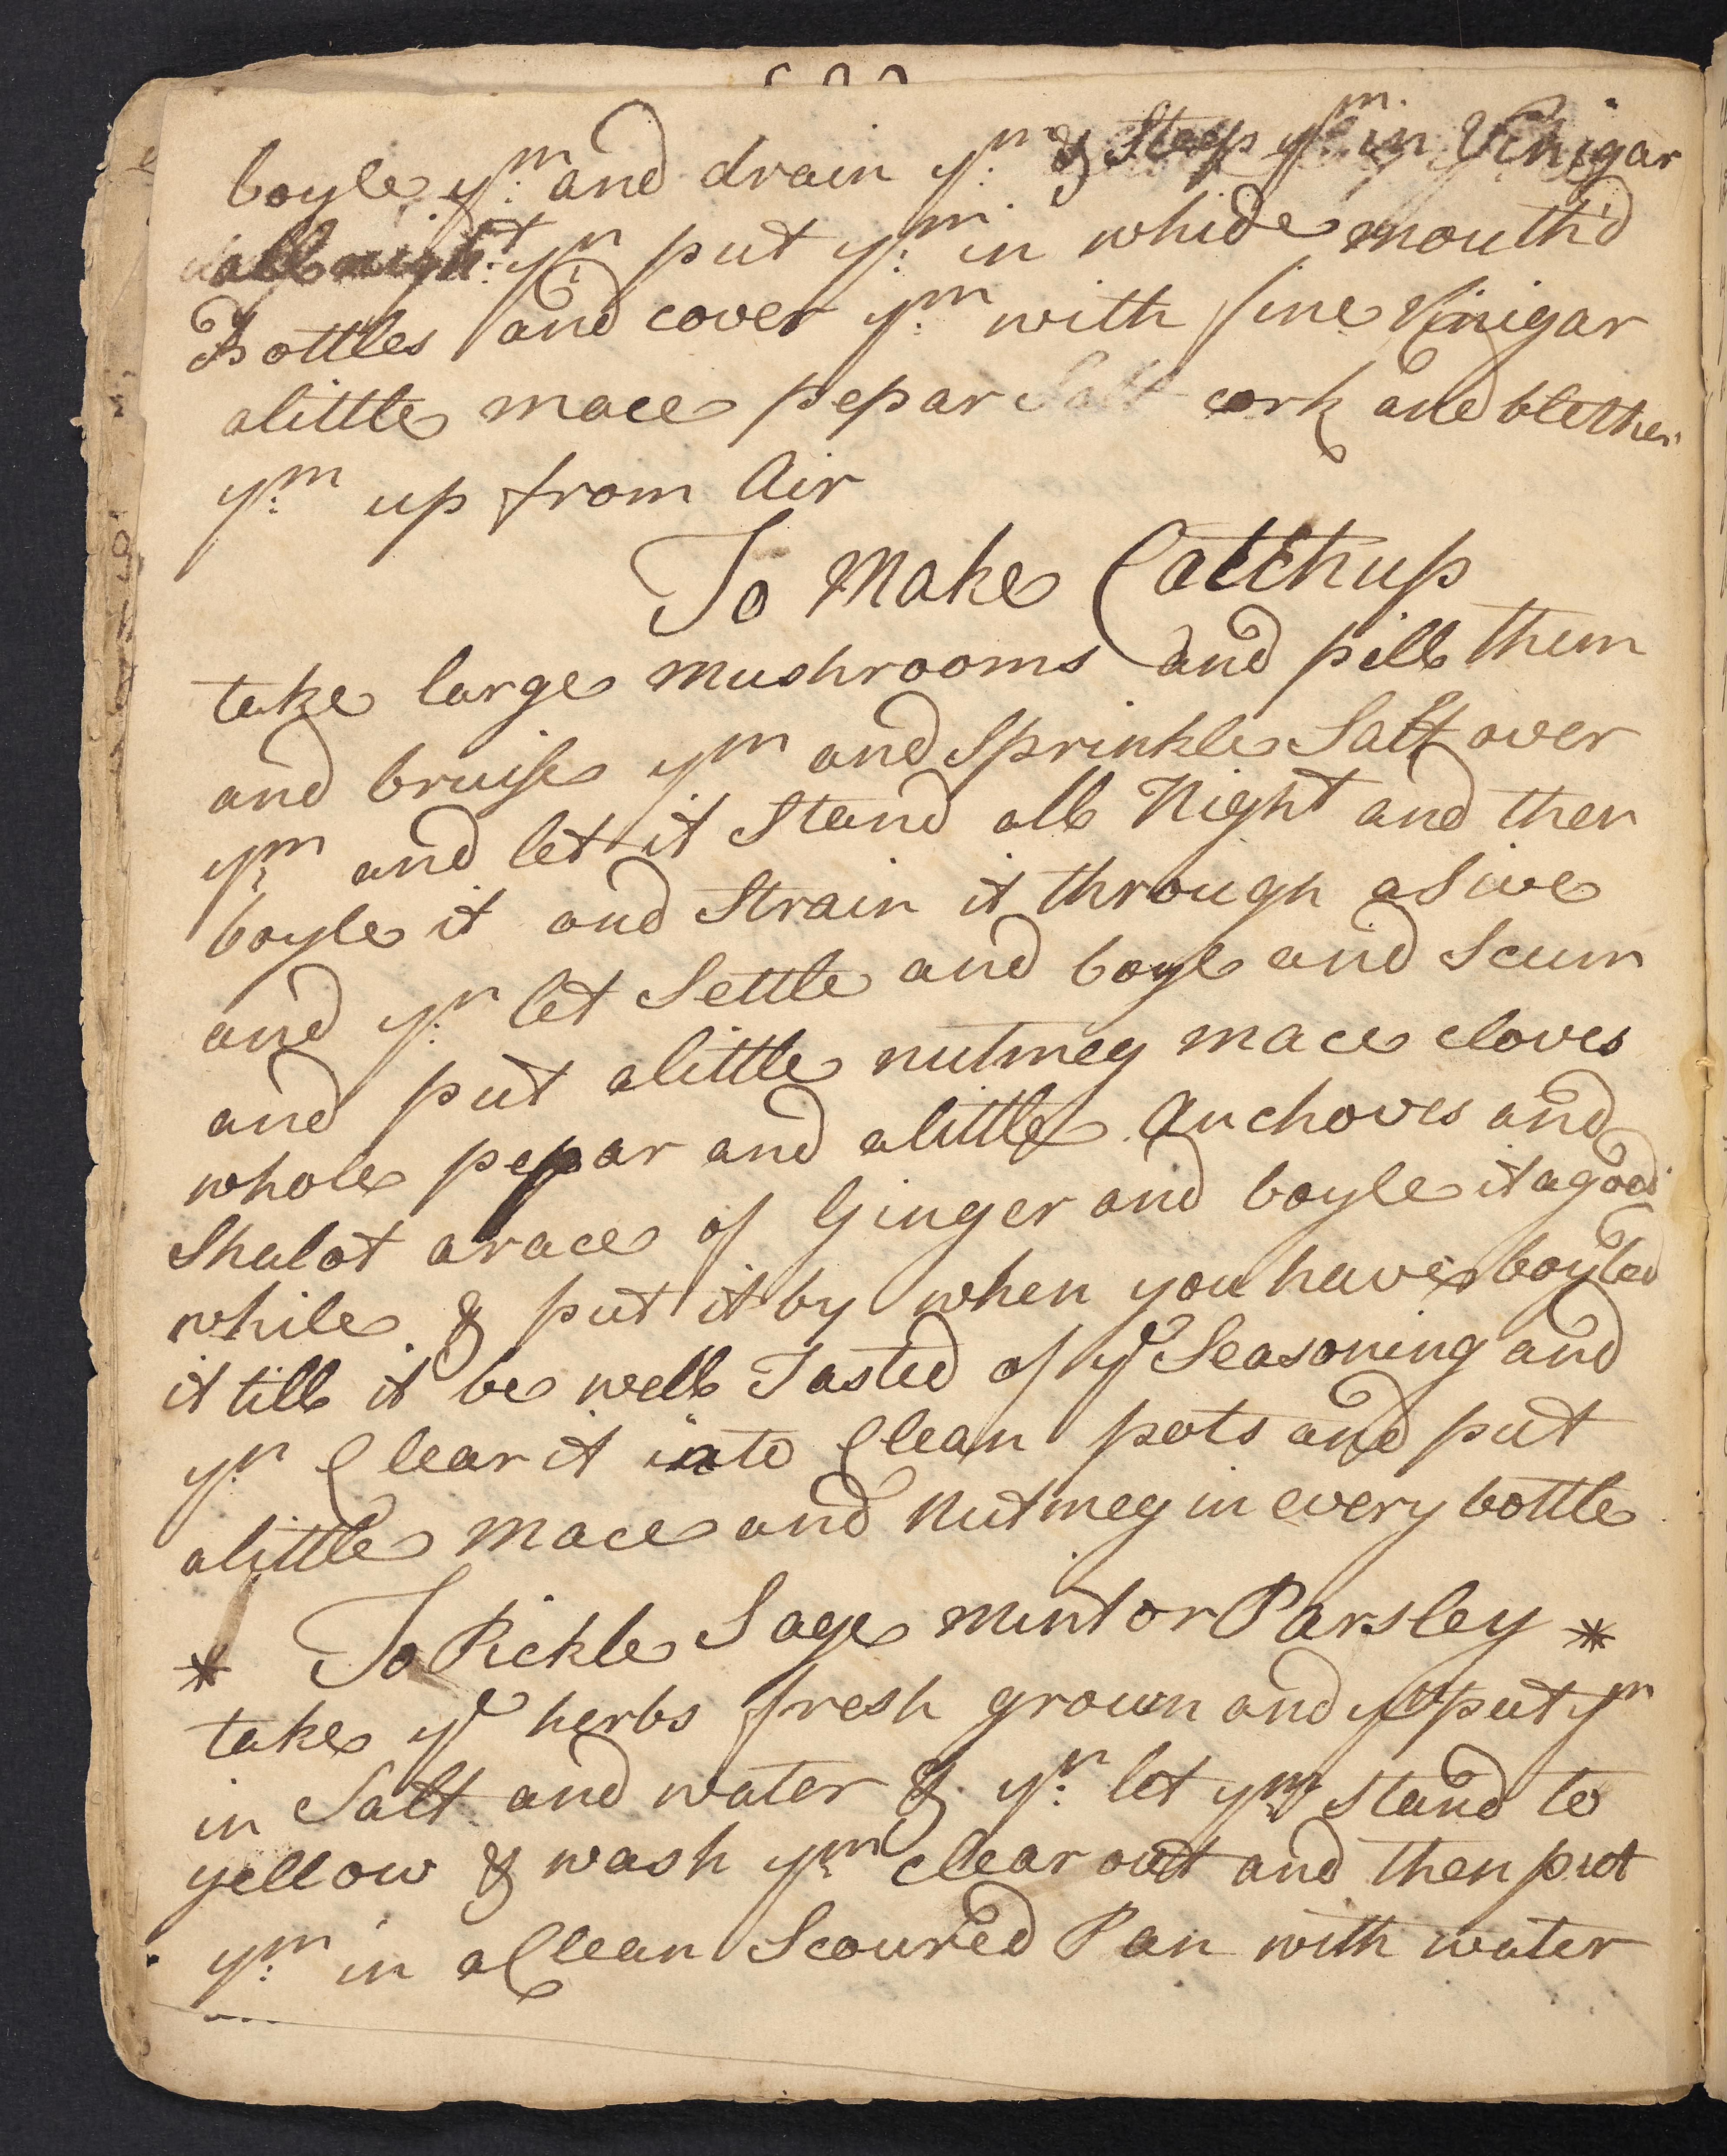 boyle ym and drain ym & Steep ym in Vinigar
all night yn put ym in whide mouth'd
Bottles and cover ym with fine Vinigar
alittle mace pepar Salt cork and blether
ym up from Air
To Make Cattchup
take large mushrooms and pill them
and bruise ym and Sprinkle Salt over
ym and let it Stand all Night and then
boyle it and Strain it through a Sive
and yn let Settle and boyle and Scum
and put alittle nutmeg mace cloves
whole pepar and alittle Anchoves and
Shalot arace of Ginger and boyle it agood
while & put it by when you have boyled
it till it be well Tasted of ye Seasoning and
yn Clear it into Clean pots and put
alittle mace and Nutmeg in every bottle
* To Pickle Sage mint or Parsley *
take ye herbs fresh grown and yn put ym
in Salt and water & yn let ym Stand to
yellow & wash ym clear out and then put
ym in a Clean Scoured Pan with water